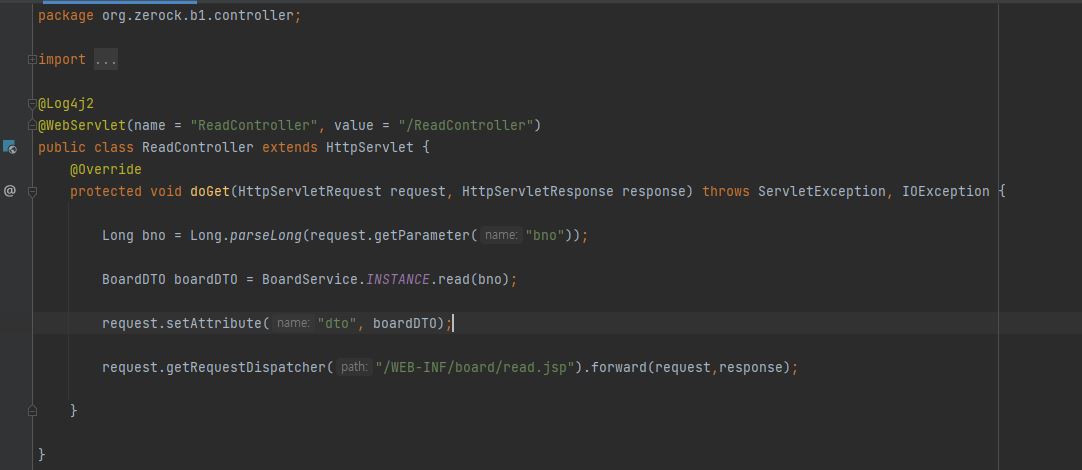 package org.zerock.b1.controller;
import ...
@Log4j2
@WebServlet(name = "ReadController", value = "/ReadController")
public class ReadController extends HttpServlet {
@Override
@ protected void doGet(HttpServletRequest request, HttpServletResponse response) throws ServletException, IOException {
Long bno = Long.parseLong(request.getParameter( name: "bno"));
BoardDTO boardDTO = BoardService.INSTANCE.read(bno);
request.setAttribute( name: "dto", boardDTO);
request.getRequestDispatcher( path: "/WEB-INF/board/read.jsp").forward(request,response);
}
}